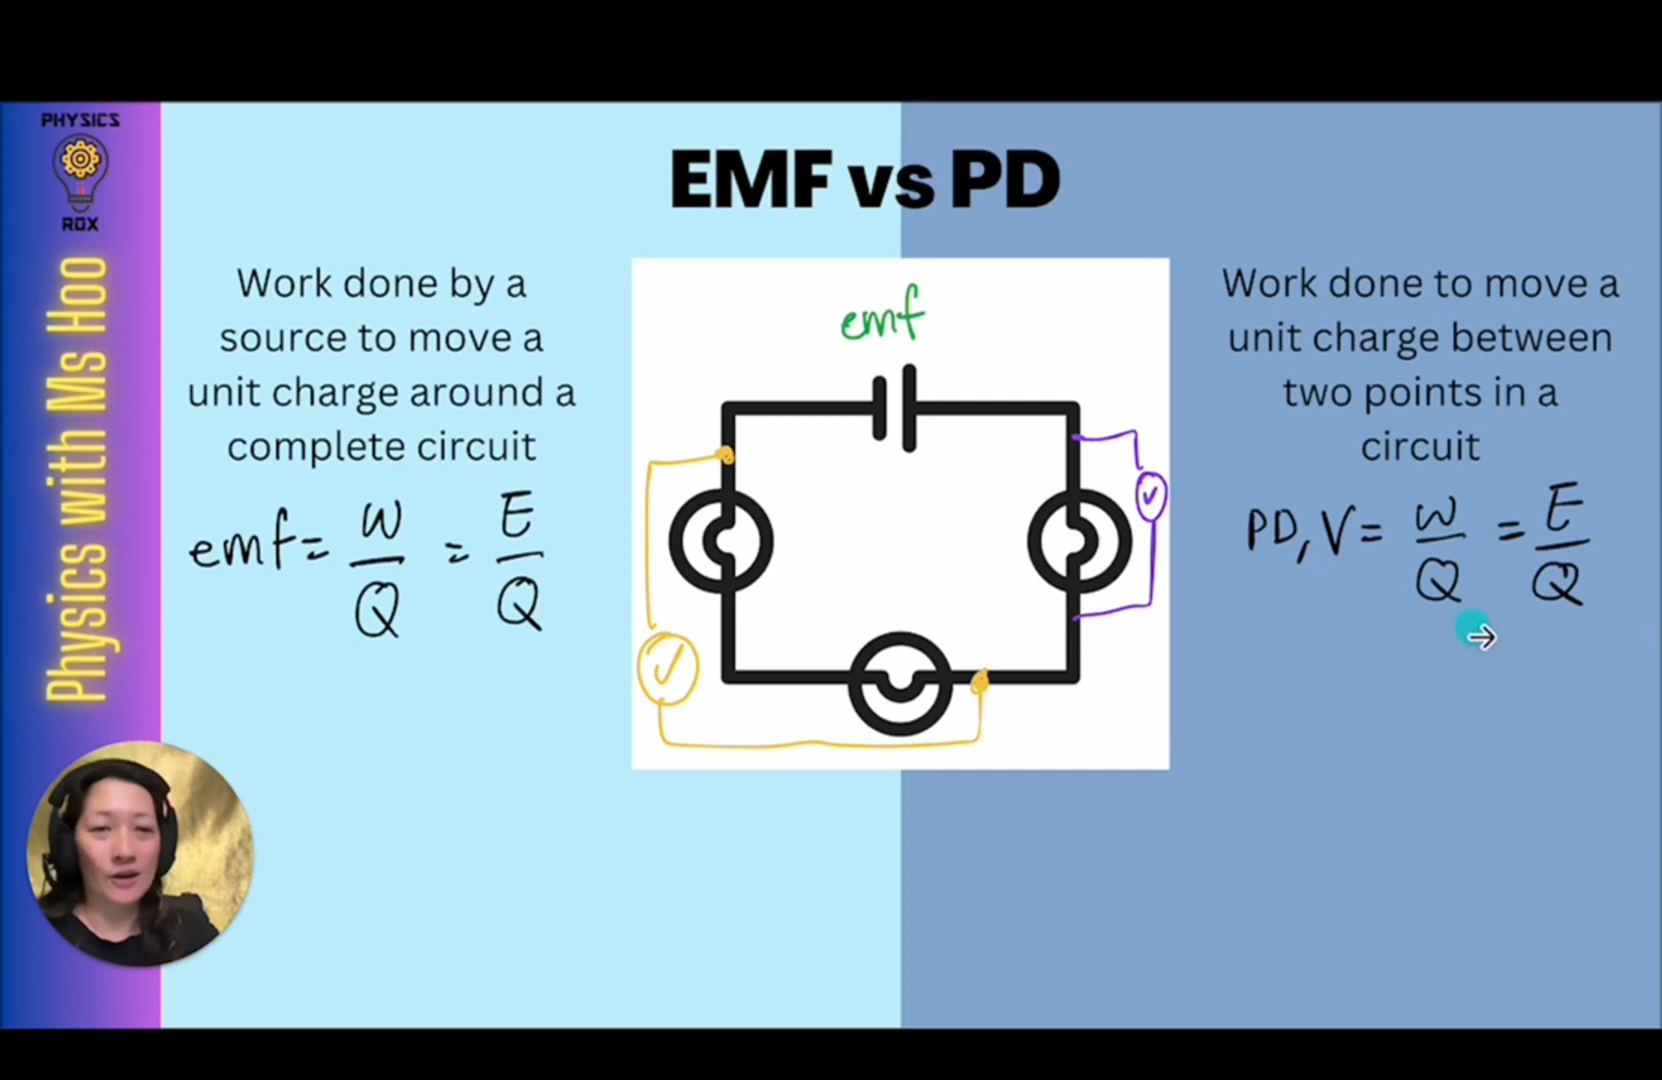 PHYSICS
ROX
Physics with Ms Hoo
EMF vs PD
Work done by a
source to move a
unit charge around a
complete circuit
emf = W/Q = E/Q
emf
V
V
Work done to move a
unit charge between
two points in a
circuit
PD, V = W/Q = E/Q